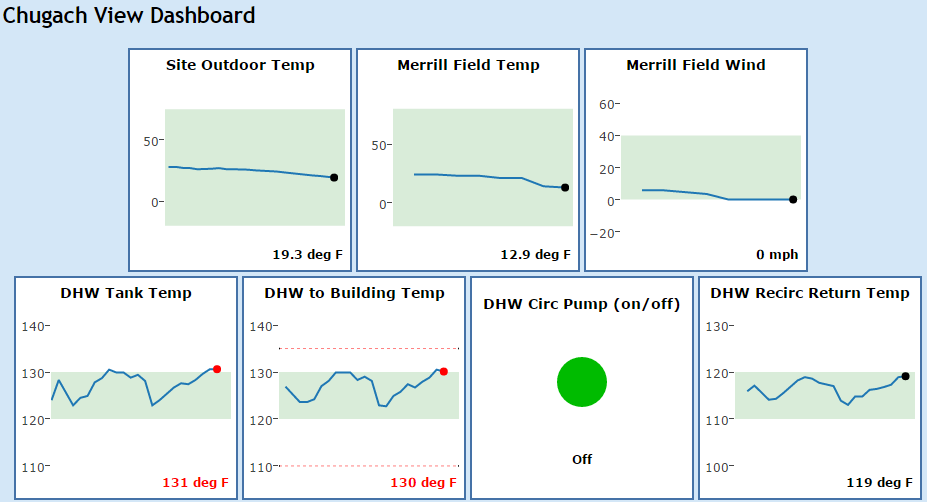 Chugach View Dashboard
Site Outdoor Temp
50
0
19.3 deg F
Merrill Field Temp
50
0
12.9 deg F
Merrill Field Wind
60
40
20
0
−20
0 mph
DHW Tank Temp
140
130
120
110
131 deg F
DHW to Building Temp
140
130
120
110
130 deg F
DHW Circ Pump (on/off)
Off
DHW Recirc Return Temp
130
120
110
100
119 deg F